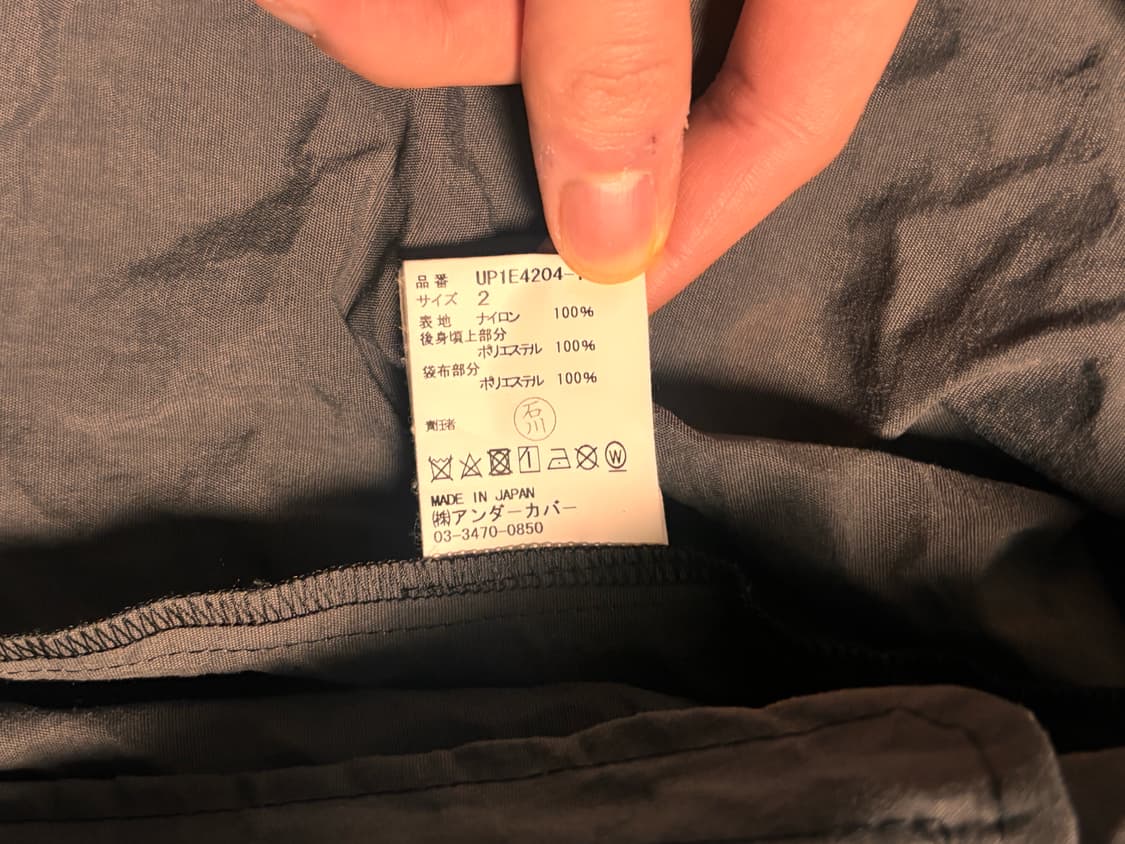 品番 UP1E4204-
サイズ 2
表地 ナイロン 100%
後身頃上部分
ポリエステル 100%
袋布部分
ポリエステル 100%
責任者 石川
W
MADE IN JAPAN
㈱アンダーカバー
03-3470-0850